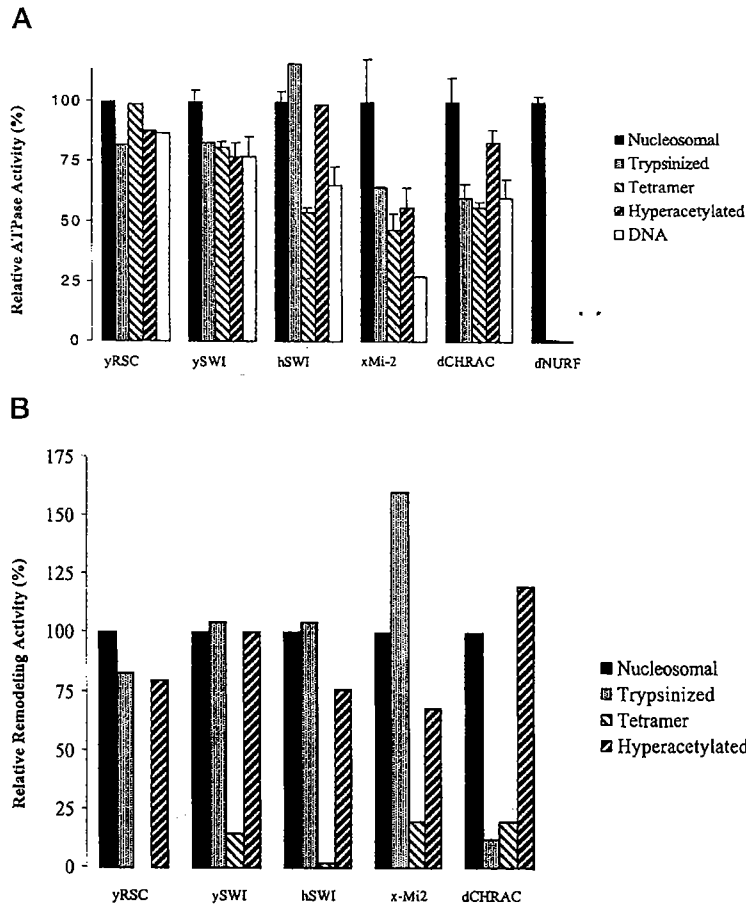 A
Relative ATPase Activity (%)
100
75
50
25
0
yRSC
ySWI
hSWI
xMi-2
dCHRAC
dNURF
Nucleosomal
Trypsinized
Tetramer
Hyperacetylated
DNA
B
Relative Remodeling Activity (%)
175
150
125
100
75
50
25
0
yRSC
ySWI
hSWI
x-Mi2
dCHRAC
Nucleosomal
Trypsinized
Tetramer
Hyperacetylated